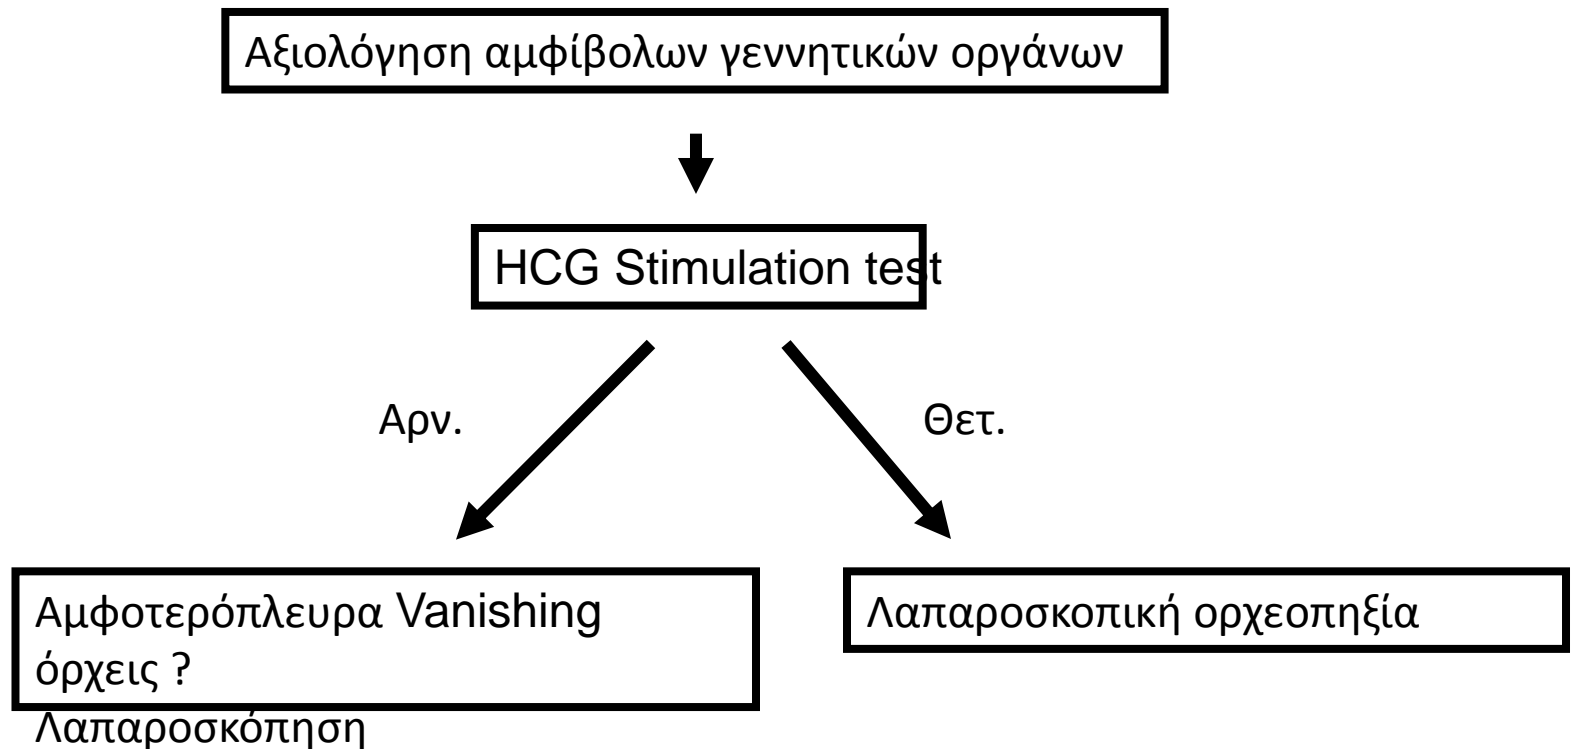 Αξιολόγηση αμφίβολων γεννητικών οργάνων
HCG Stimulation test
Αρν.
Θετ.
Αμφοτερόπλευρα Vanishing
όρχεις ?
Λαπαροσκόπηση
Λαπαροσκοπική ορχεοπηξία